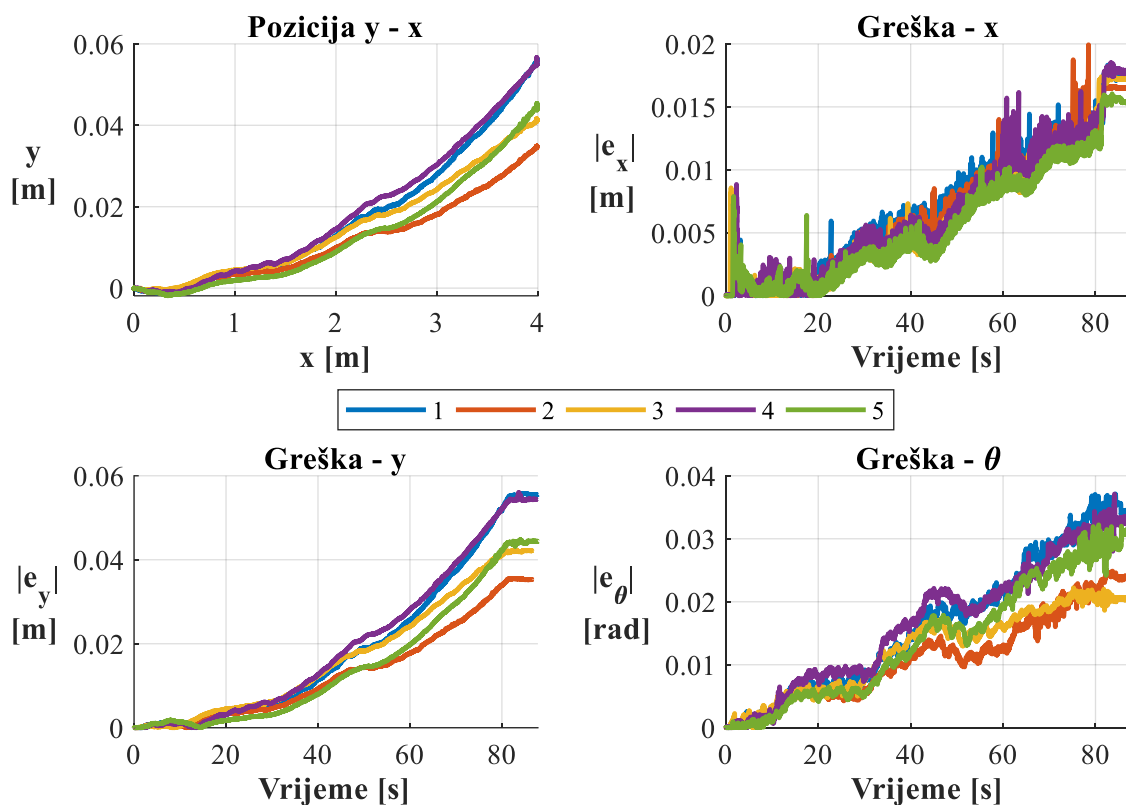 Pozicija y - x
0.06
0.04
0.02
0
y
[m]
0 1 2 3 4
x [m]
Greška - x
0.02
0.015
0.01
0.005
0
|e_x|
[m]
0 20 40 60 80
Vrijeme [s]
1 2 3 4 5
Greška - y
0.06
0.04
0.02
0
|e_y|
[m]
0 20 40 60 80
Vrijeme [s]
Greška - θ
0.04
0.03
0.02
0.01
0
|e_θ|
[rad]
0 20 40 60 80
Vrijeme [s]